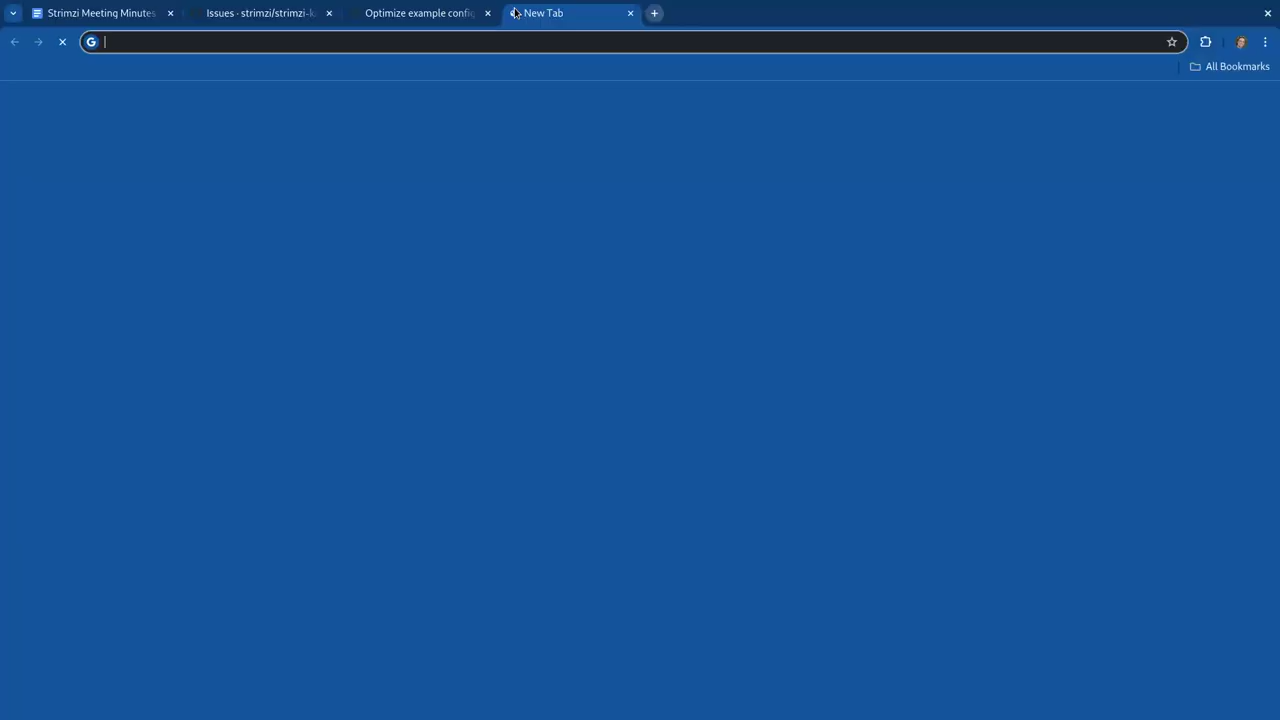 Strimzi Meeting Minutes
Issues · strimzi/strimzi-k
Optimize example config
New Tab
G
All Bookmarks